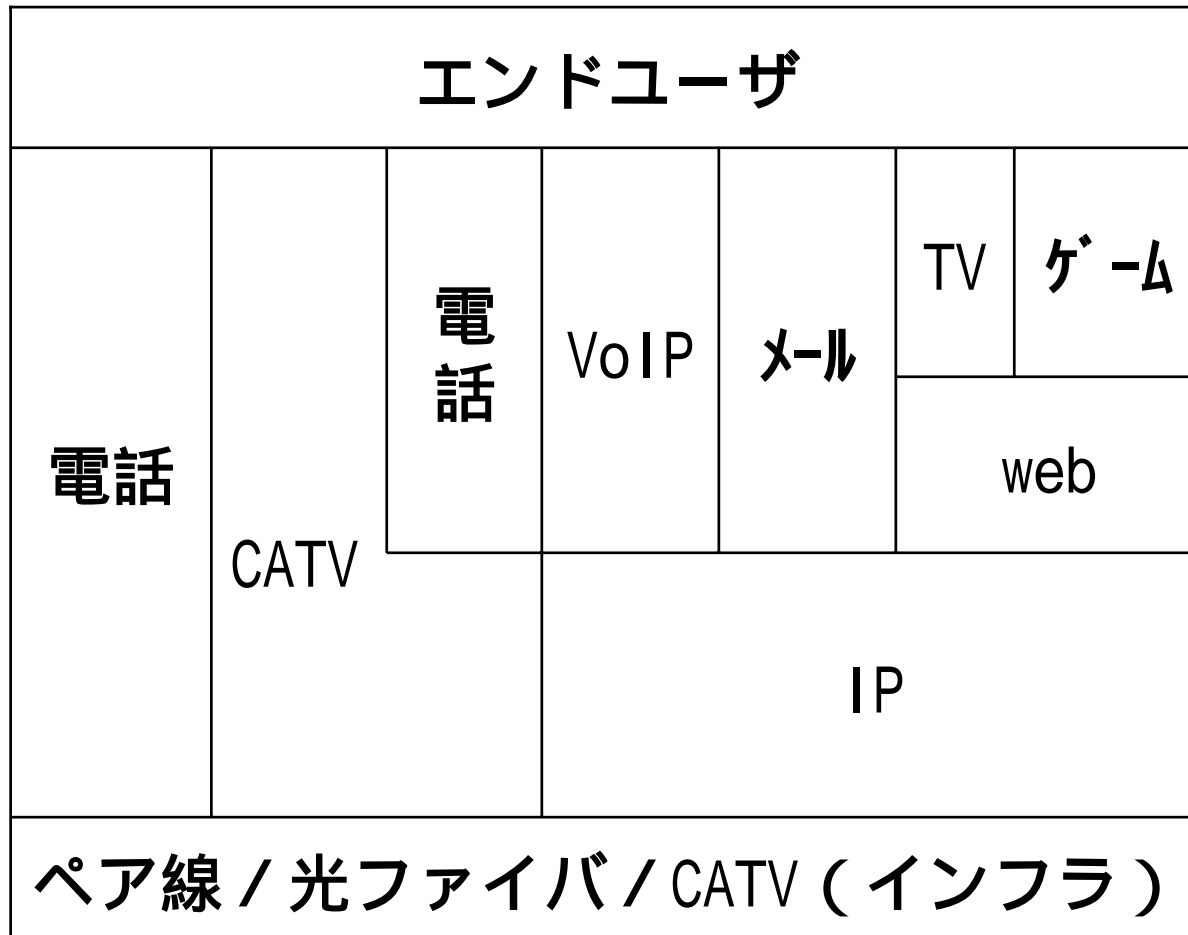 エンドユーザ
電話
CATV
電話
VoIP
メール
TV
ゲーム
web
IP
ペア線/光ファイバ/CATV(インフラ)